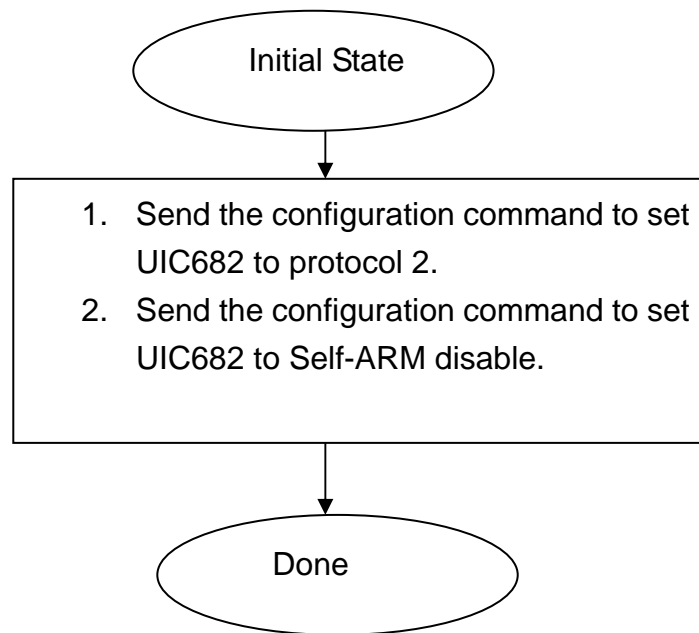 Initial State
1. Send the configuration command to set
UIC682 to protocol 2.
2. Send the configuration command to set
UIC682 to Self-ARM disable.
Done